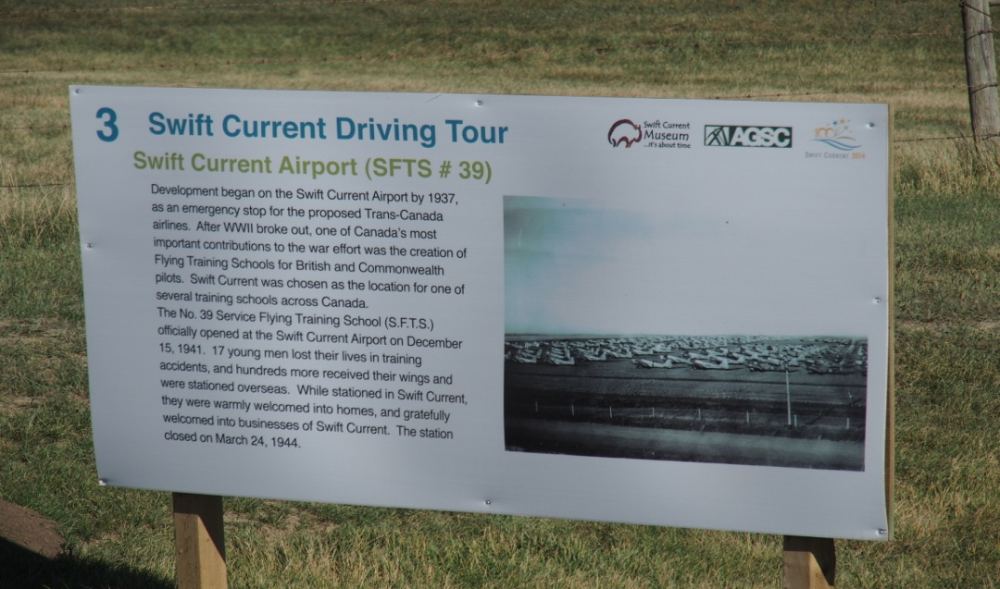 3 Swift Current Driving Tour
Swift Current Airport (SFTS # 39)
Swift Current
Museum
...it's about time
AGSC
100
Swift Current 2014
Development began on the Swift Current Airport by 1937,
as an emergency stop for the proposed Trans-Canada
airlines. After WWII broke out, one of Canada's most
important contributions to the war effort was the creation of
Flying Training Schools for British and Commonwealth
pilots. Swift Current was chosen as the location for one of
several training schools across Canada.
The No. 39 Service Flying Training School (S.F.T.S.)
officially opened at the Swift Current Airport on December
15, 1941. 17 young men lost their lives in training
accidents, and hundreds more received their wings and
were stationed overseas. While stationed in Swift Current,
they were warmly welcomed into homes, and gratefully
welcomed into businesses of Swift Current. The station
closed on March 24, 1944.